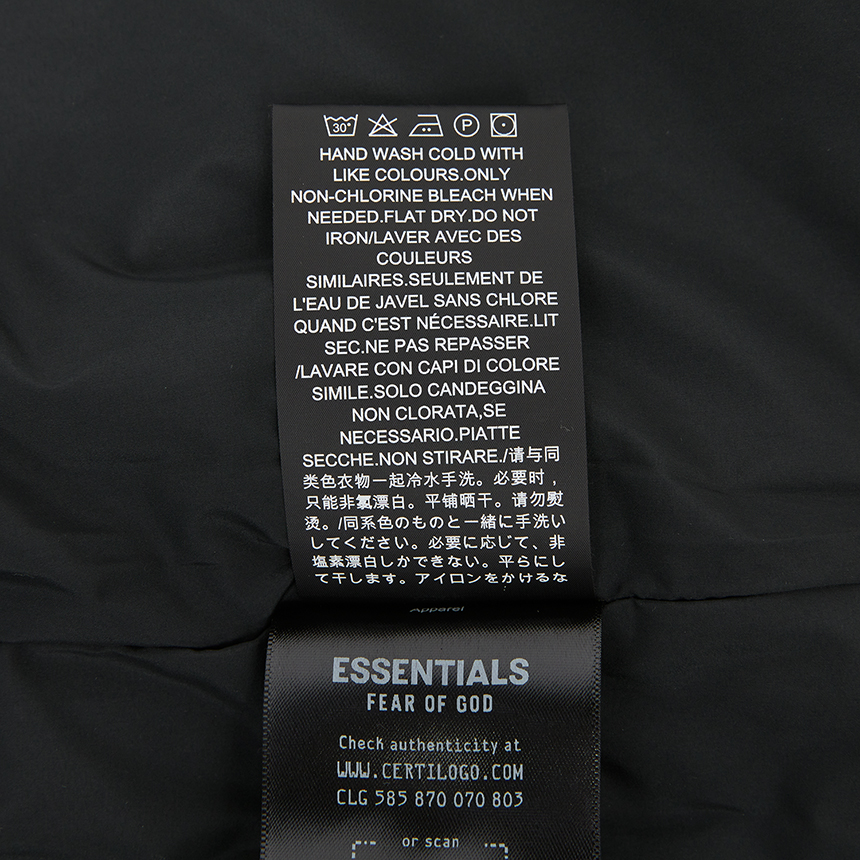 30°
P
HAND WASH COLD WITH
LIKE COLOURS.ONLY
NON-CHLORINE BLEACH WHEN
NEEDED.FLAT DRY.DO NOT
IRON/LAVER AVEC DES
COULEURS
SIMILAIRES.SEULEMENT DE
L'EAU DE JAVEL SANS CHLORE
QUAND C'EST NÉCESSAIRE.LIT
SEC.NE PAS REPASSER
/LAVARE CON CAPI DI COLORE
SIMILE.SOLO CANDEGGINA
NON CLORATA,SE
NECESSARIO.PIATTE
SECCHE.NON STIRARE./请与同
类色衣物一起冷水手洗。必要时，
只能非氯漂白。平铺晒干。请勿熨
烫。/同系色のものと一緒に手洗い
してください。必要に応じて、非
塩素漂白しかできない。平らにし
て干します。アイロンをかけるな
Apparel
ESSENTIALS
FEAR OF GOD
Check authenticity at
WWW.CERTILOGO.COM
CLG 585 870 070 803
or scan